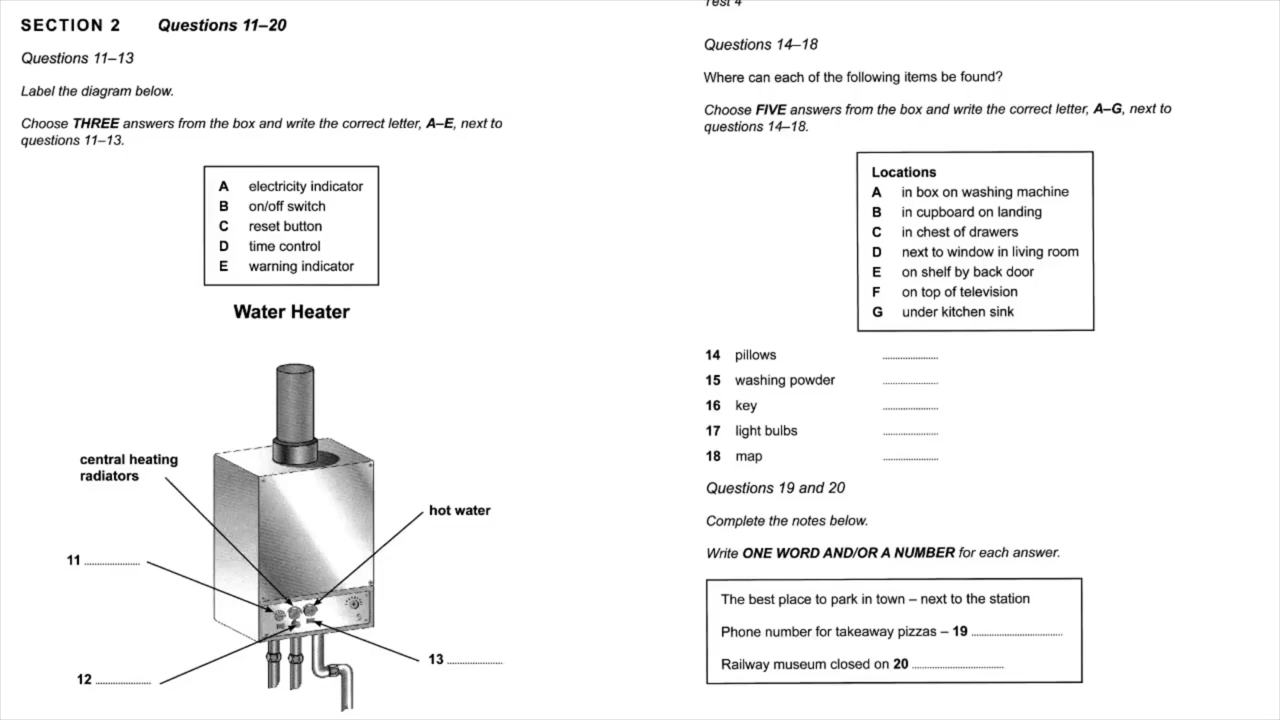 SECTION 2 Questions 11–20
Questions 11–13
Label the diagram below.
Choose THREE answers from the box and write the correct letter, A–E, next to
questions 11–13.
A electricity indicator
B on/off switch
C reset button
D time control
E warning indicator
Water Heater
central heating
radiators
hot water
11 ....................
12 ....................
13 ....................
Test 4
Questions 14–18
Where can each of the following items be found?
Choose FIVE answers from the box and write the correct letter, A–G, next to
questions 14–18.
Locations
A in box on washing machine
B in cupboard on landing
C in chest of drawers
D next to window in living room
E on shelf by back door
F on top of television
G under kitchen sink
14 pillows ....................
15 washing powder ....................
16 key ....................
17 light bulbs ....................
18 map ....................
Questions 19 and 20
Complete the notes below.
Write ONE WORD AND/OR A NUMBER for each answer.
The best place to park in town – next to the station
Phone number for takeaway pizzas – 19 ..............................
Railway museum closed on 20 ..............................